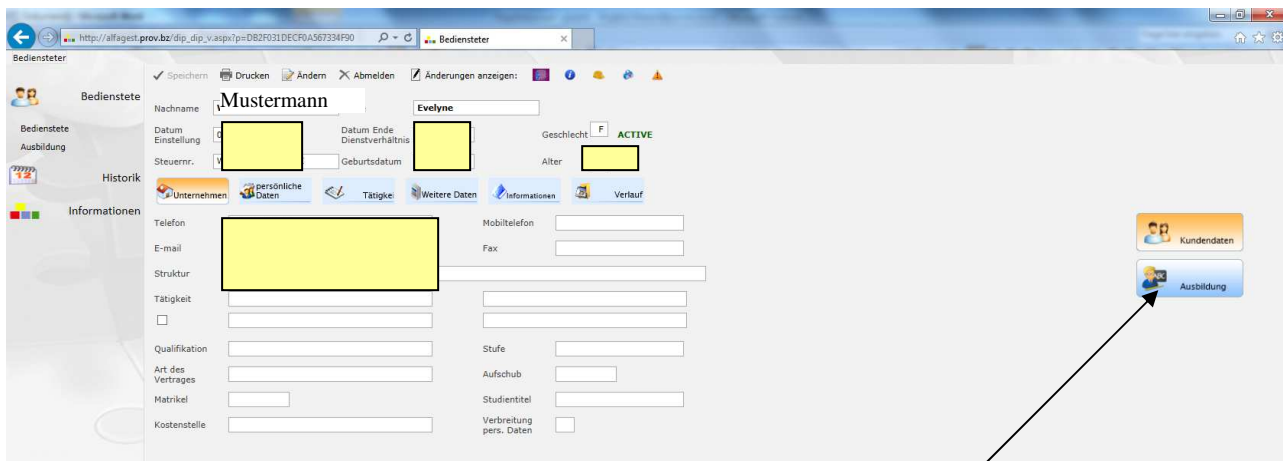 http://alfagest.prov.bz/dip_dip_v.aspx?p=DB2F031DECF0A567334F90
Bediensteter
Bediensteter
Speichern Drucken Ändern Abmelden Änderungen anzeigen:
Bedienstete
Bedienstete
Ausbildung
Historik
Informationen
Nachname Mustermann Evelyne
Datum Einstellung Datum Ende Dienstverhältnis Geschlecht F ACTIVE
Steuernr. Geburtsdatum Alter
Unternehmen persönliche Daten Tätigkei Weitere Daten Informationen Verlauf
Telefon Mobiltelefon
E-mail Fax
Struktur
Tätigkeit
Qualifikation Stufe
Art des Vertrages Aufschub
Matrikel Studientitel
Kostenstelle Verbreitung pers. Daten
Kundendaten
Ausbildung